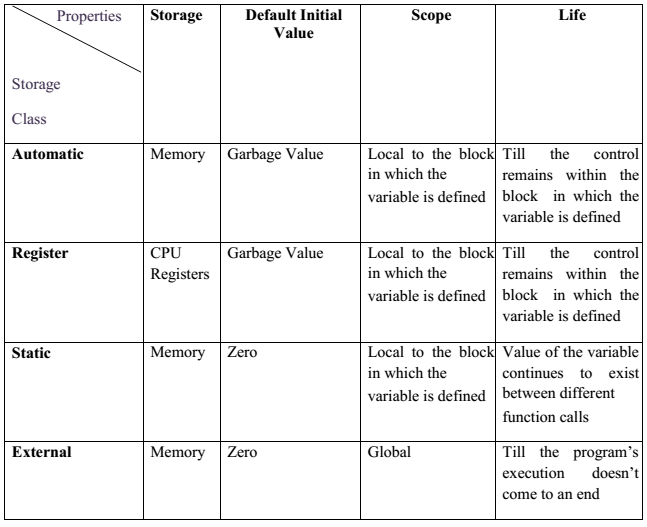 Properties
Storage
Class
Storage
Default Initial
Value
Scope
Life
Automatic
Memory
Garbage Value
Local to the block
in which the
variable is defined
Till the control
remains within the
block in which the
variable is defined
Register
CPU
Registers
Garbage Value
Local to the block
in which the
variable is defined
Till the control
remains within the
block in which the
variable is defined
Static
Memory
Zero
Local to the block
in which the
variable is defined
Value of the variable
continues to exist
between different
function calls
External
Memory
Zero
Global
Till the program’s
execution doesn’t
come to an end